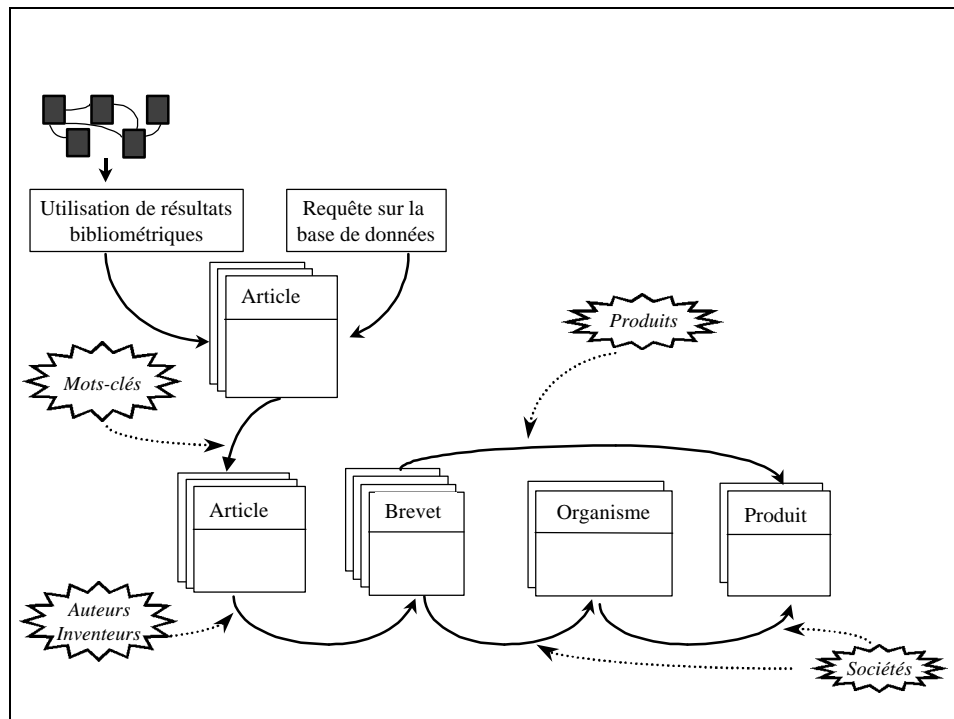 Utilisation de résultats
bibliométriques
Requête sur la
base de données
Article
Produits
Mots-clés
Article
Brevet
Organisme
Produit
Auteurs
Inventeurs
Sociétés